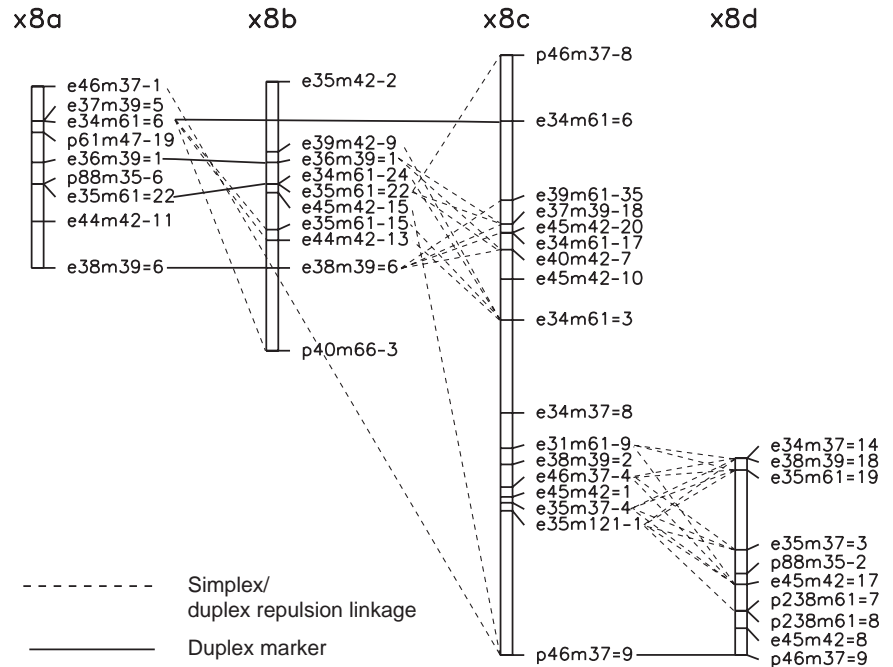 x8a
x8b
x8c
x8d
e46m37-1
e37m39=5
e34m61=6
p61m47-19
e36m39=1
p88m35-6
e35m61=22
e44m42-11
e38m39=6
e35m42-2
e39m42-9
e36m39=1
e34m61-24
e35m61=22
e45m42-15
e35m61-15
e44m42-13
e38m39=6
p40m66-3
p46m37-8
e34m61=6
e39m61-35
e37m39-18
e45m42-20
e34m61-17
e40m42-7
e45m42-10
e34m61=3
e34m37=8
e31m61-9
e38m39=2
e46m37-4
e45m42=1
e35m37-4
e35m121-1
p46m37=9
e34m37=14
e38m39=18
e35m61=19
e35m37=3
p88m35-2
e45m42=17
p238m61=7
p238m61=8
e45m42=8
p46m37=9
Simplex/
duplex repulsion linkage
Duplex marker